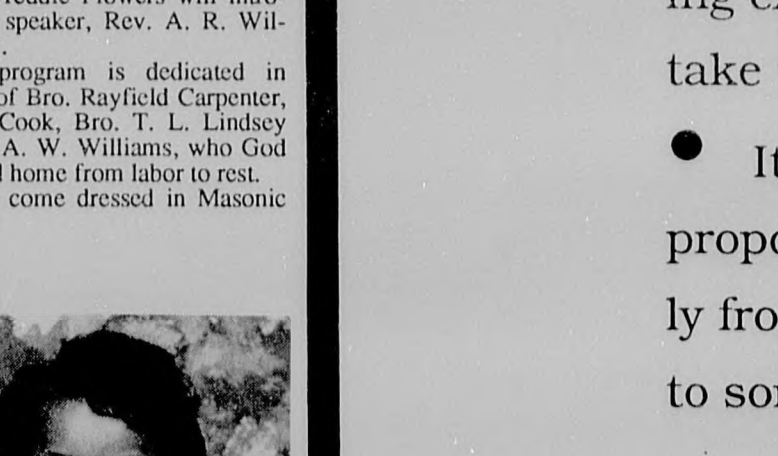 speaker, Rev. A. R. Wil-
.
program is dedicated in
of Bro. Rayfield Carpenter,
Cook, Bro. T. L. Lindsey
A. W. Williams, who God
home from labor to rest.
come dressed in Masonic
take
● It
propo
ly fro
to so